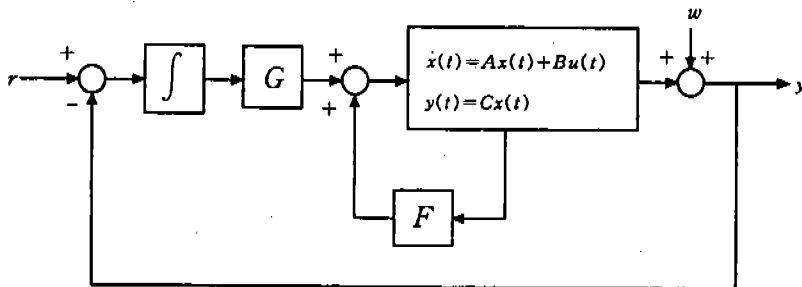 w
r
+
−
∫
G
+
+
ẋ(t)=Ax(t)+Bu(t)
y(t)=Cx(t)
+
+
y
F